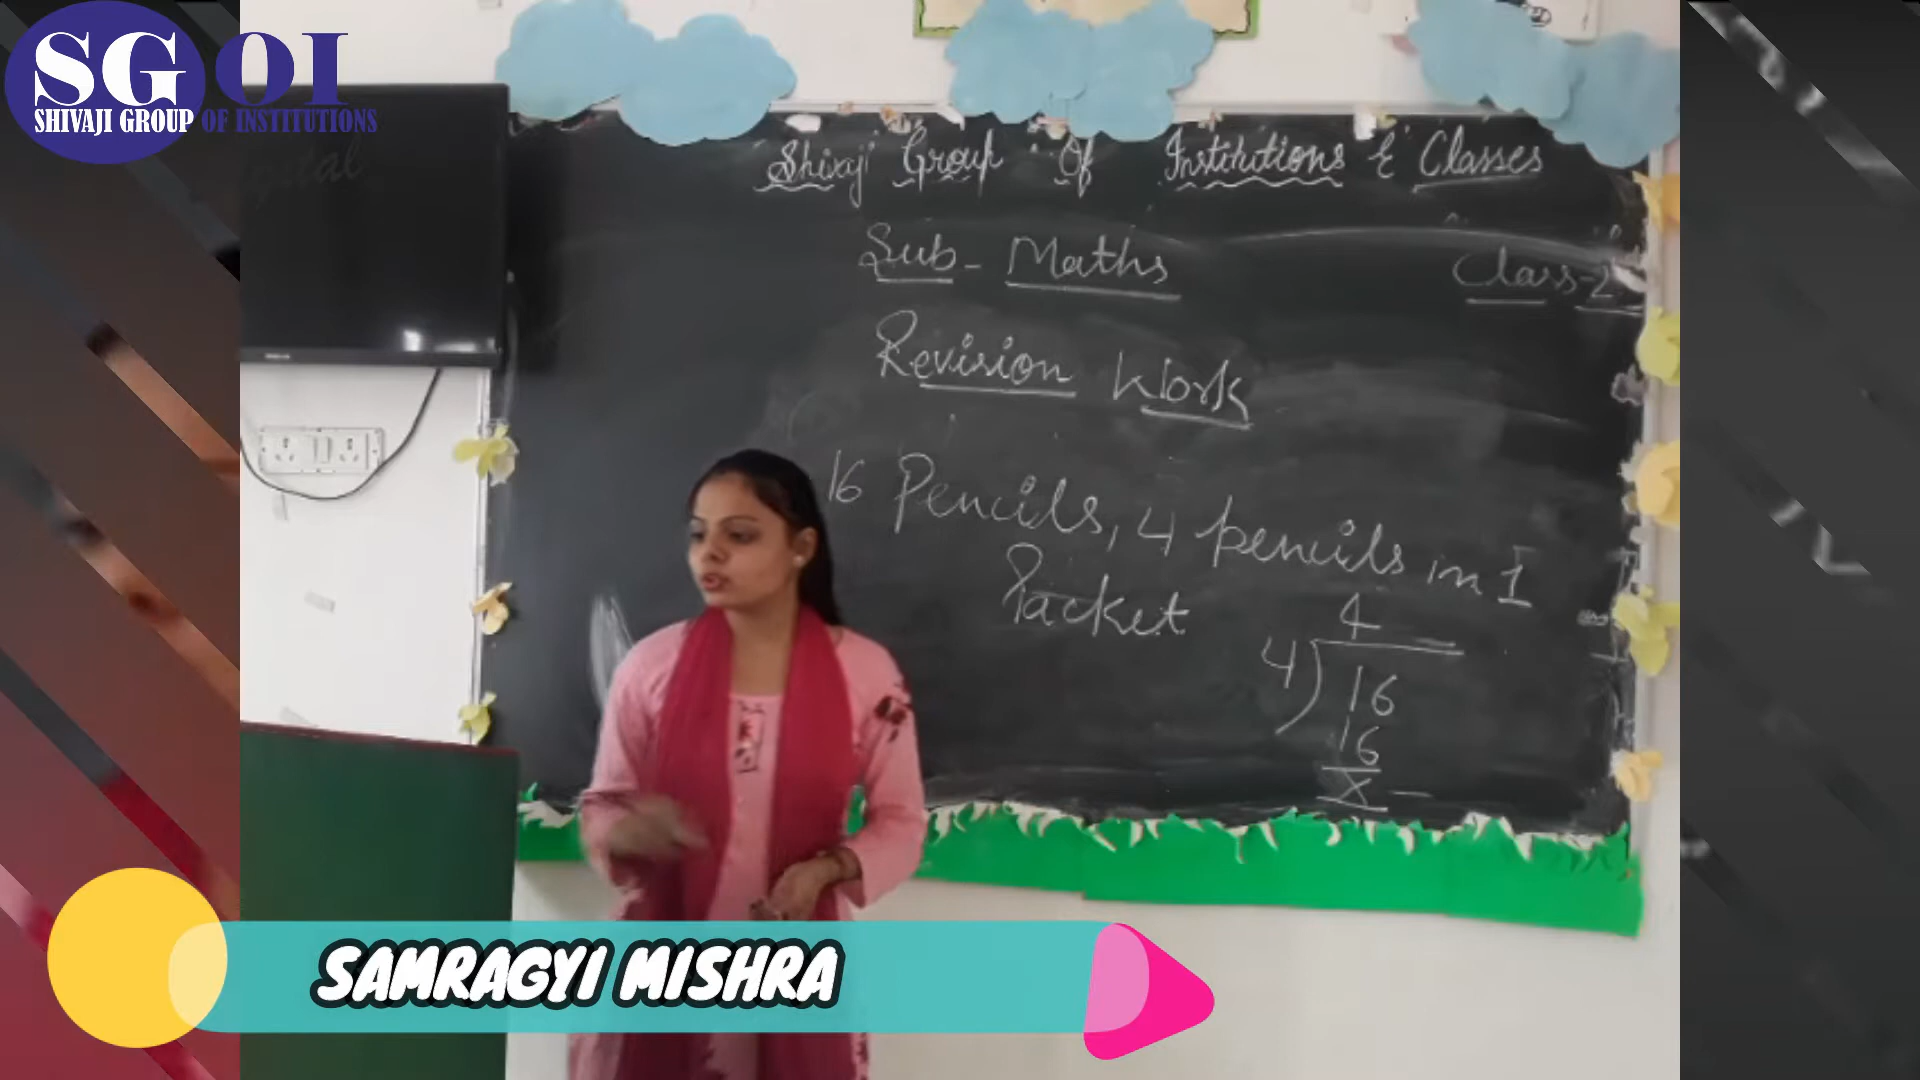 SGOI
SHIVAJI GROUP OF INSTITUTIONS
Shivaji Group Of Institutions & Classes
Sub- Maths
Class-2
Revision Work
16 Pencils, 4 pencils in 1
Packet
4
4) 16
16
x
SAMRAGYI MISHRA